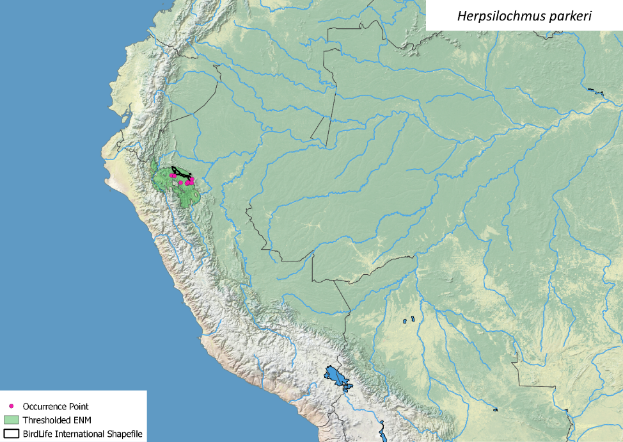 Herpsilochmus parkeri
Occurrence Point
Thresholded ENM
BirdLife International Shapefile